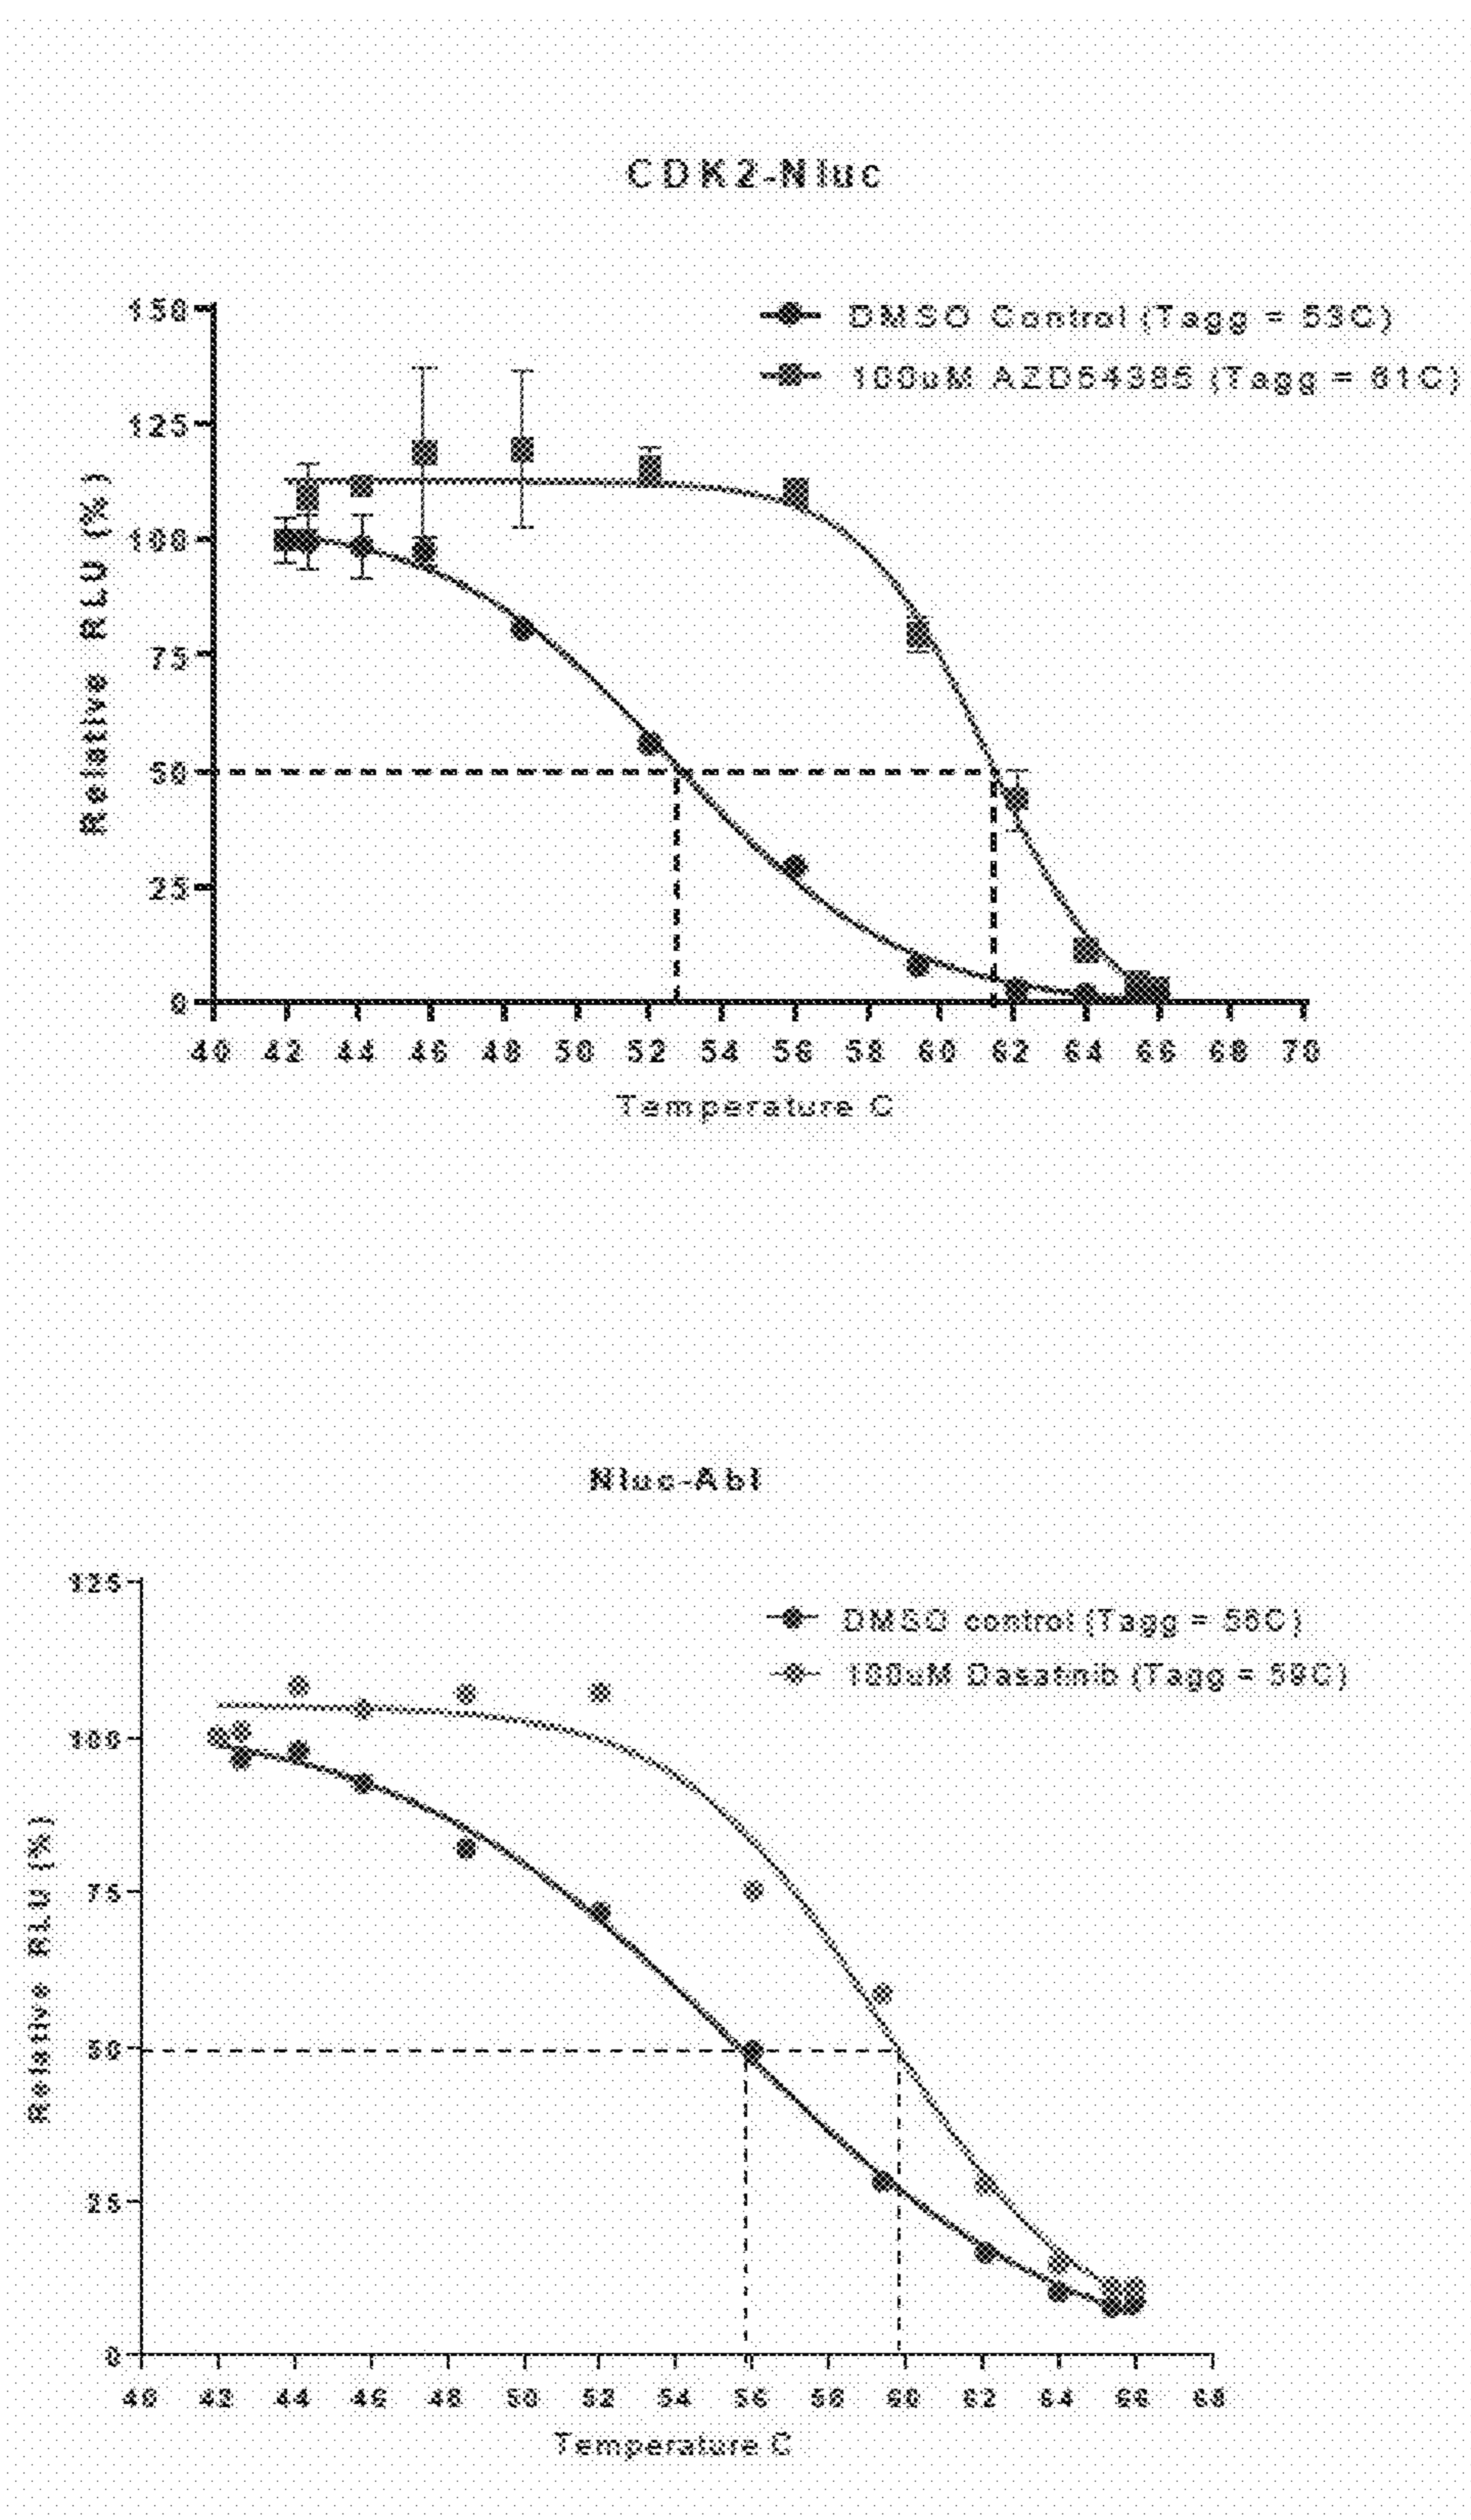 CDK2-Nluc
DMSO Control (Tagg = 53C)
100uM AZD54385 (Tagg = 61C)
150
125
100
75
50
25
0
Relative RLU (%)
40 42 44 46 48 50 52 54 56 58 60 62 64 66 68 70
Temperature C
Nluc-Abl
DMSO control (Tagg = 56C)
100uM Dasatinib (Tagg = 59C)
125
100
75
50
25
0
Relative RLU (%)
40 42 44 46 48 50 52 54 56 58 60 62 64 66 68
Temperature C